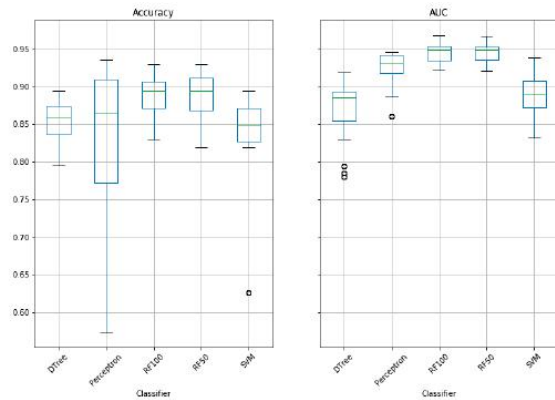 Accuracy
AUC
0.95
0.90
0.85
0.80
0.75
0.70
0.65
0.60
DTree
Perceptron
RF100
RF50
SVM
DTree
Perceptron
RF100
RF50
SVM
Classifier
Classifier